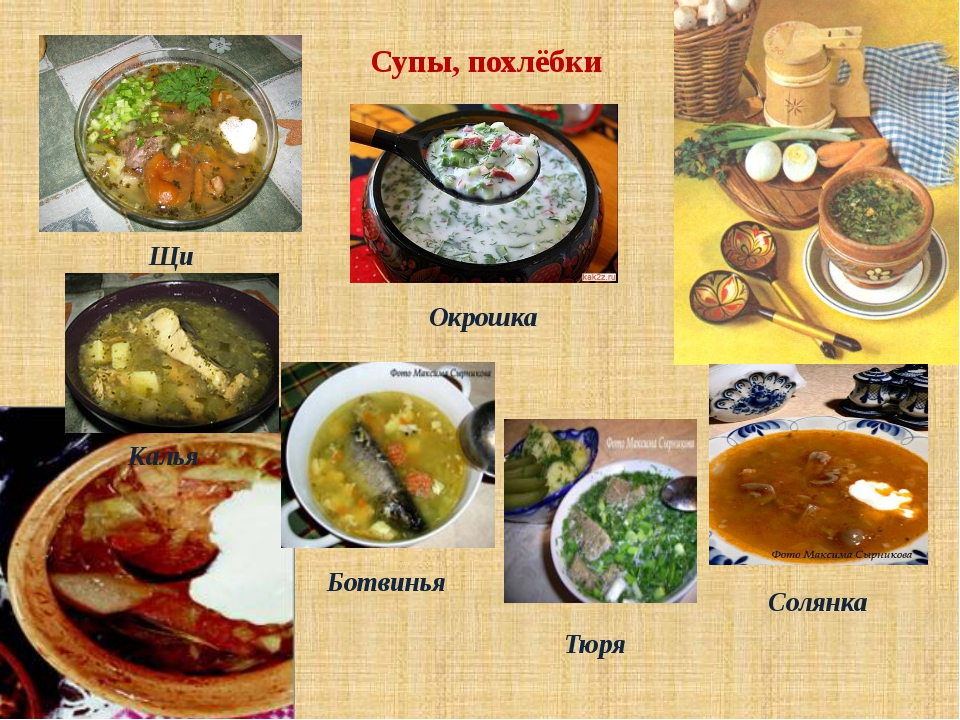 Супы, похлёбки
kak2z.ru
Щи
Окрошка
Фото Максима Сырникова
Калья
Фото Максима Сырникова
Фото Максима Сырникова
Ботвинья
Солянка
Тюря